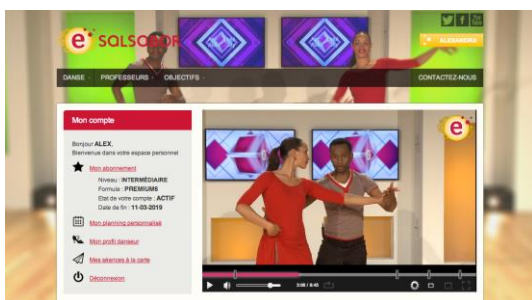 e SALSADOR
ALEXANDRA
DANSE PROFESSEURS OBJECTIFS CONTACTEZ-NOUS
Mon compte
Bonjour ALEX,
Bienvenue dans votre espace personnel
Mon abonnement
Niveau : INTERMÉDIAIRE
Formule : PREMIUMS
Etat de votre compte : ACTIF
Date de fin : 11-03-2019
Mon planning personnalisé
Mon profil danseur
Mes séances à la carte
Déconnexion
e
3:08 / 8:45